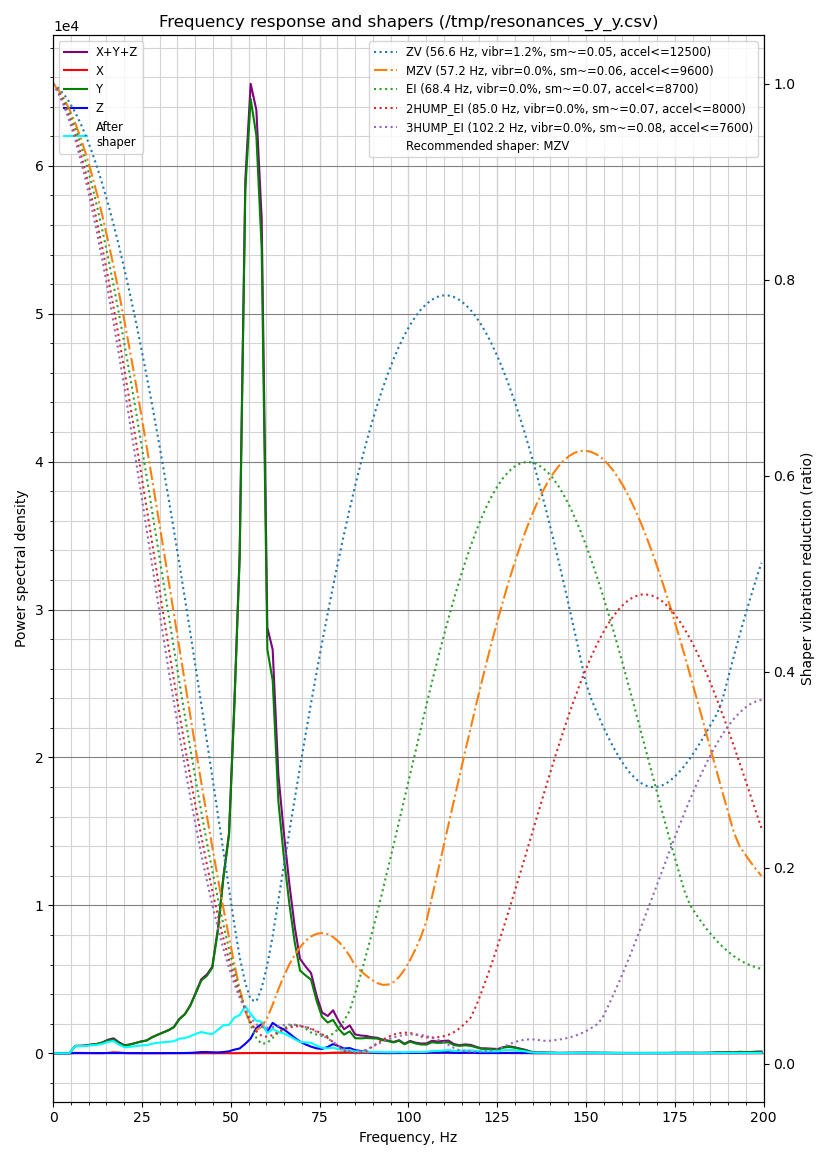 Frequency response and shapers (/tmp/resonances_y_y.csv)
1e4
X+Y+Z
X
Y
Z
After
shaper
ZV (56.6 Hz, vibr=1.2%, sm~=0.05, accel<=12500)
MZV (57.2 Hz, vibr=0.0%, sm~=0.06, accel<=9600)
EI (68.4 Hz, vibr=0.0%, sm~=0.07, accel<=8700)
2HUMP_EI (85.0 Hz, vibr=0.0%, sm~=0.07, accel<=8000)
3HUMP_EI (102.2 Hz, vibr=0.0%, sm~=0.08, accel<=7600)
Recommended shaper: MZV
Power spectral density
6
5
4
3
2
1
0
1.0
0.8
0.6
0.4
0.2
0.0
Shaper vibration reduction (ratio)
0 25 50 75 100 125 150 175 200
Frequency, Hz